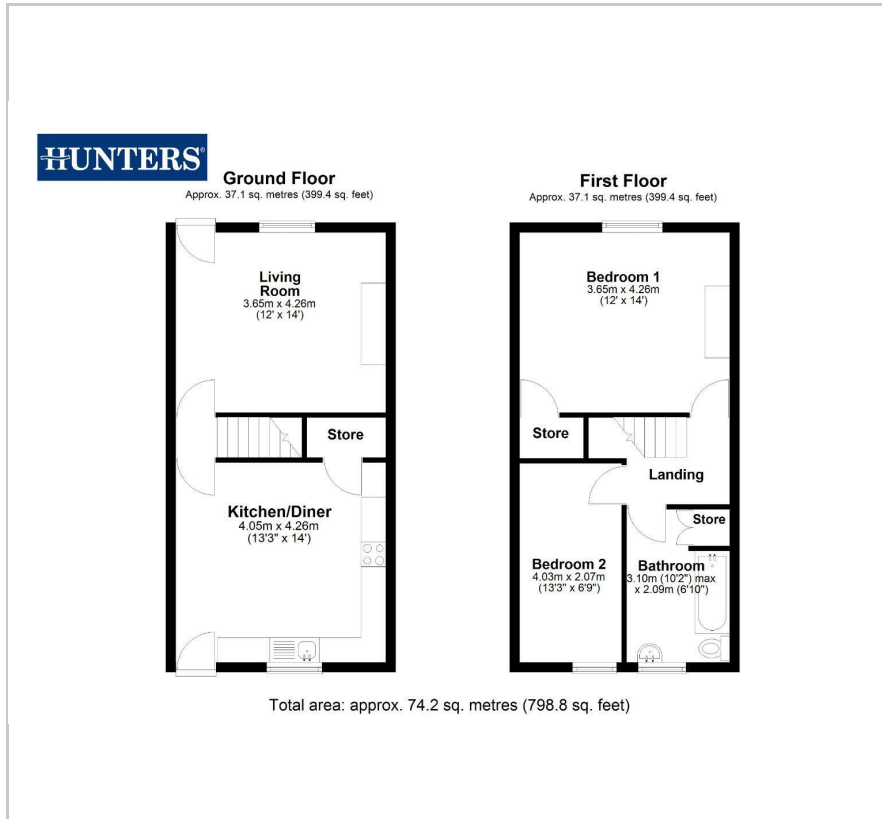 HUNTERS®
Ground Floor
Approx. 37.1 sq. metres (399.4 sq. feet)
Living
Room
3.65m x 4.26m
(12' x 14')
Store
Kitchen/Diner
4.05m x 4.26m
(13'3" x 14')
First Floor
Approx. 37.1 sq. metres (399.4 sq. feet)
Bedroom 1
3.65m x 4.26m
(12' x 14')
Store
Landing
Store
Bedroom 2
4.03m x 2.07m
(13'3" x 6'9")
Bathroom
3.10m (10'2") max
x 2.09m (6'10")
Total area: approx. 74.2 sq. metres (798.8 sq. feet)